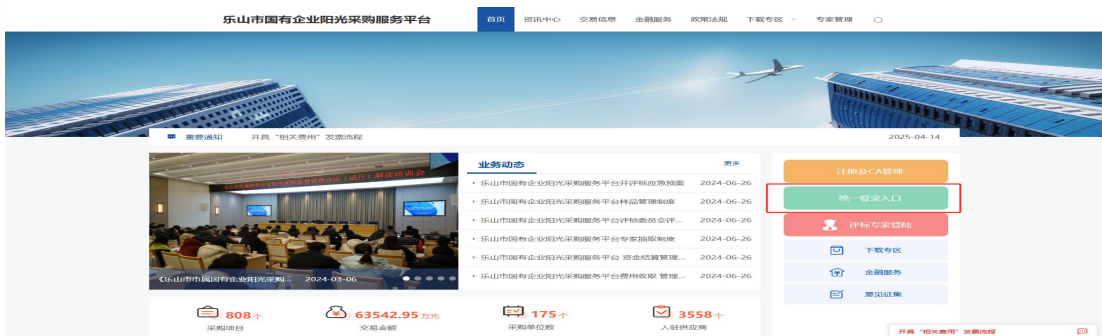 乐山市国有企业阳光采购服务平台
首页 资讯中心 交易信息 金融服务 政策法规 下载专区 专家管理
重要通知 开具“相关费用”发票流程 2025-04-14
业务动态 更多
乐山市国有企业阳光采购服务平台开评标应急预案 2024-06-26
乐山市国有企业阳光采购服务平台样品管理制度 2024-06-26
乐山市国有企业阳光采购服务平台评标委员会评... 2024-06-26
乐山市国有企业阳光采购服务平台专家抽取制度 2024-06-26
乐山市国有企业阳光采购服务平台 资金结算管理... 2024-06-26
乐山市国有企业阳光采购服务平台费用收取 管理... 2024-06-26
《乐山市市属国有企业阳光采购... 2024-03-06
注册及CA管理
统一登录入口
评标专家登陆
下载专区
金融服务
意见征集
808个
采购项目
63542.95万元
交易金额
175个
采购单位数
3558个
入驻供应商
开具“相关费用”发票流程